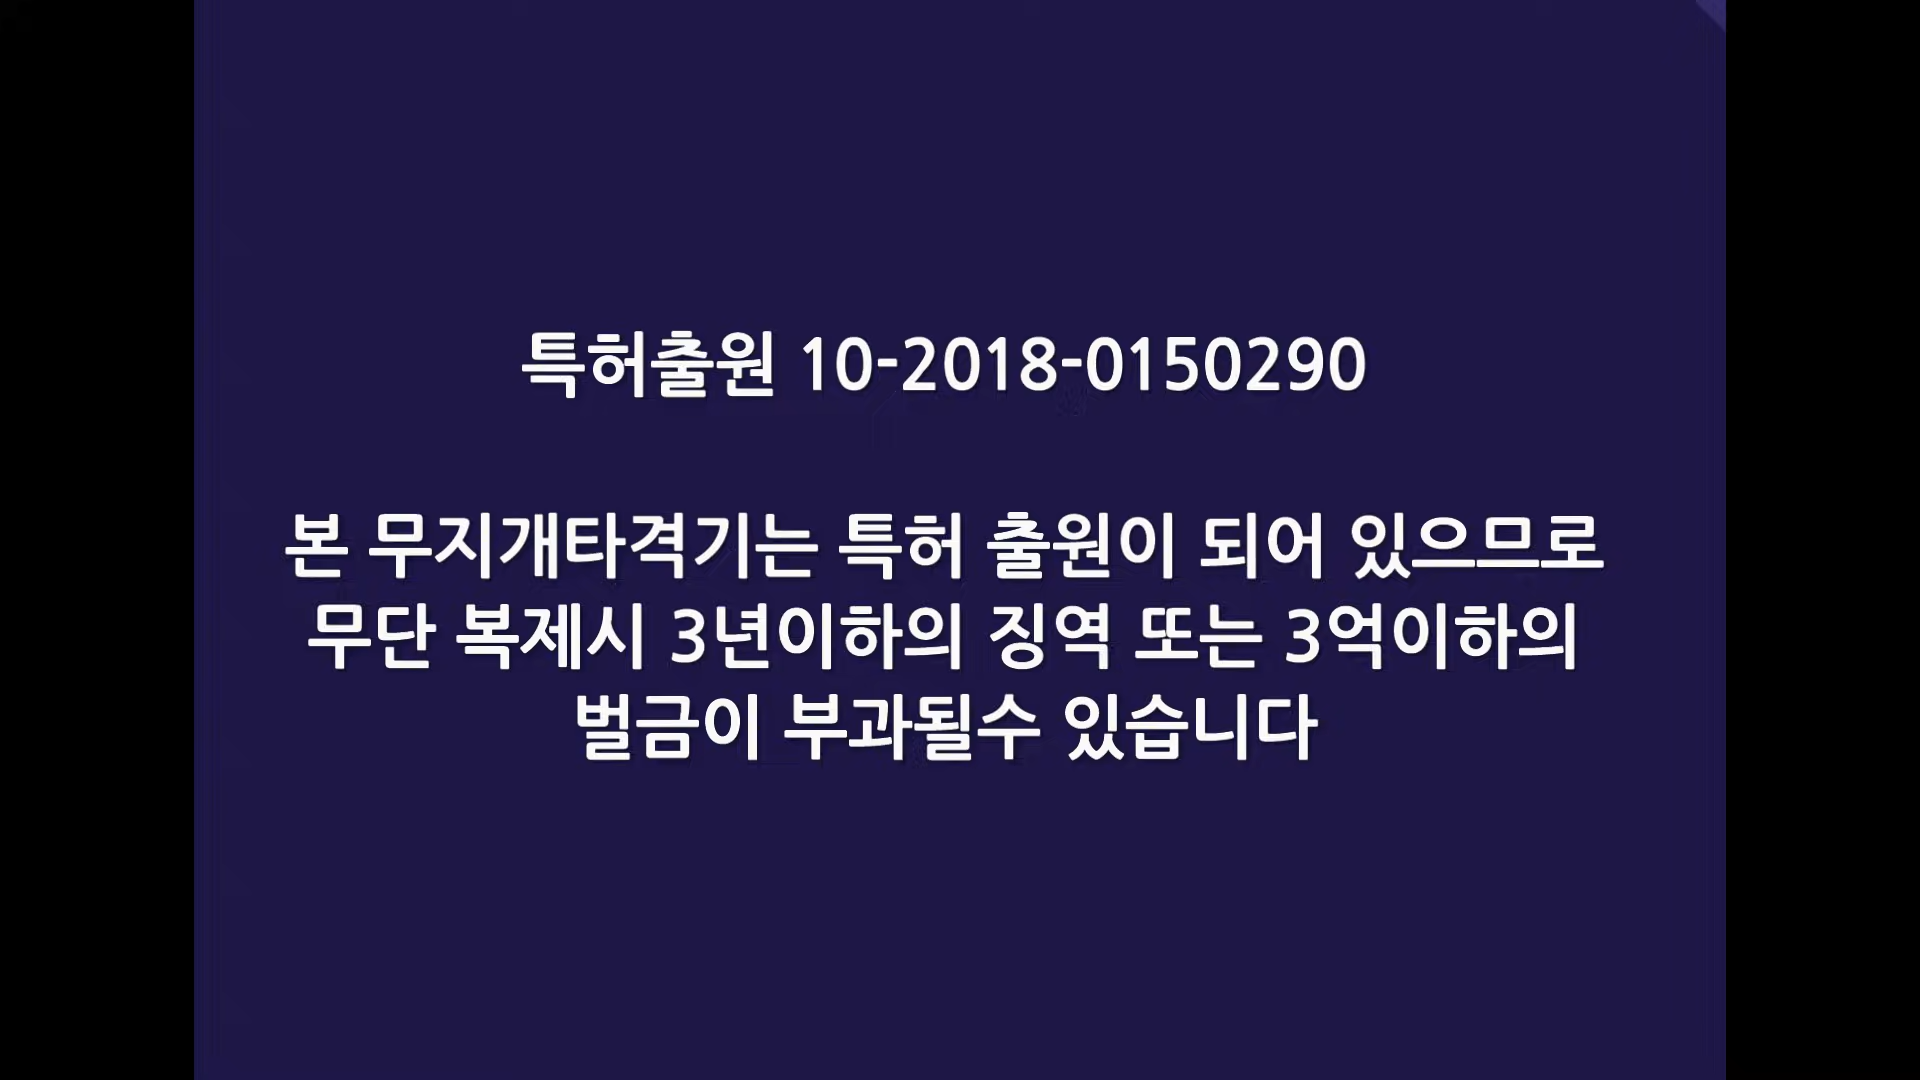 특허출원 10-2018-0150290
본 무지개타격기는 특허 출원이 되어 있으므로
무단 복제시 3년이하의 징역 또는 3억이하의
벌금이 부과될수 있습니다